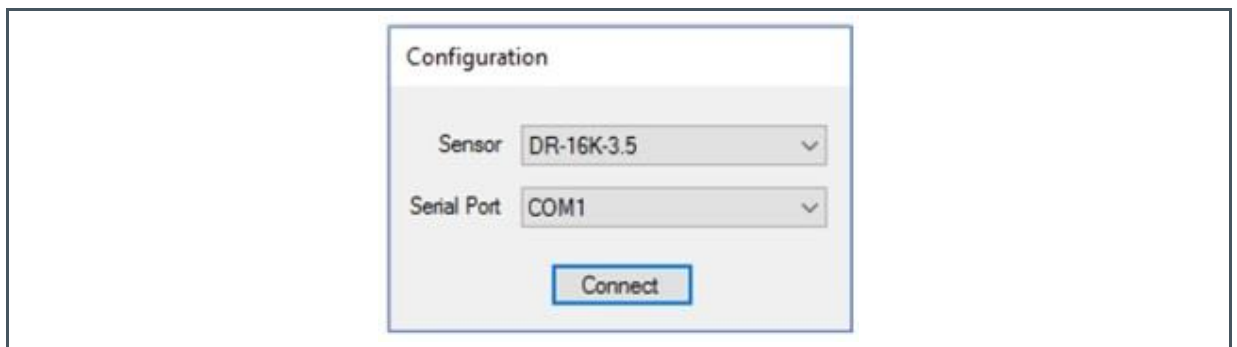 Configuration
Sensor DR-16K-3.5
Serial Port COM1
Connect